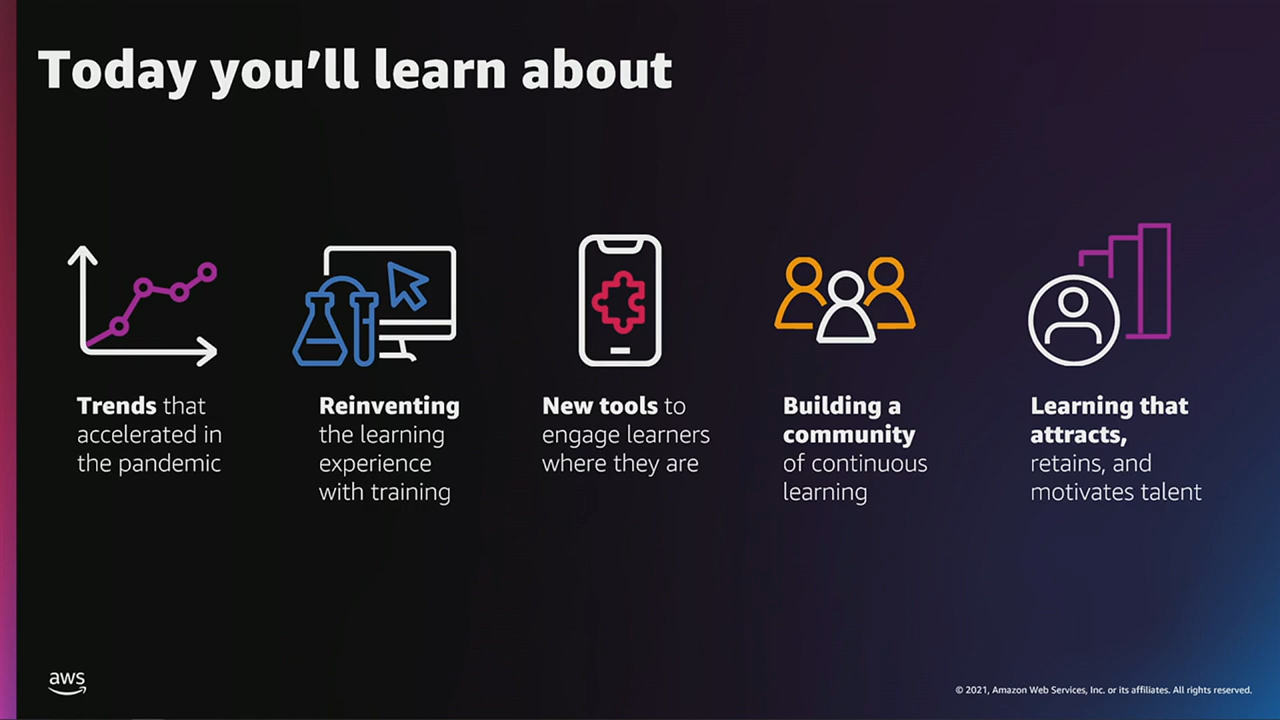 Today you’ll learn about
Trends that
accelerated in
the pandemic
Reinventing
the learning
experience
with training
New tools to
engage learners
where they are
Building a
community
of continuous
learning
Learning that
attracts,
retains, and
motivates talent
aws
© 2021, Amazon Web Services, Inc. or its affiliates. All rights reserved.